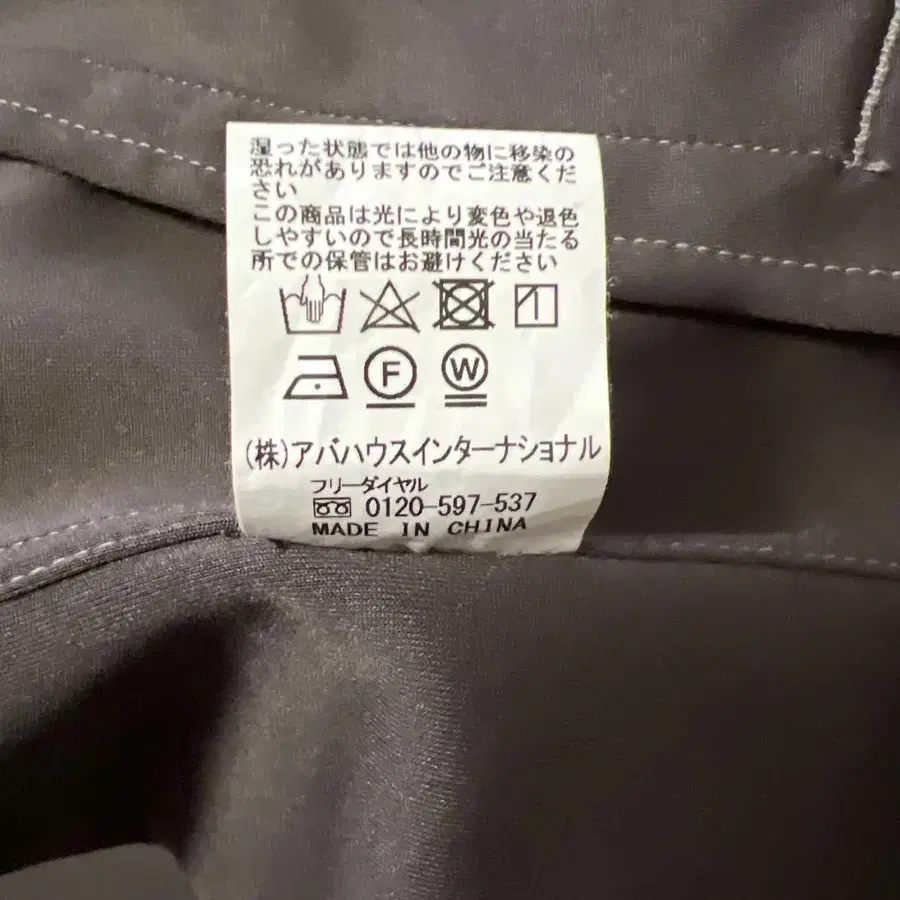 湿った状態では他の物に移染の
恐れがありますのでご注意くだ
さい
この商品は光により変色や退色
しやすいので長時間光の当たる
所での保管はお避けください
F
W
(株)アバハウスインターナショナル
フリーダイヤル
0120-597-537
MADE IN CHINA